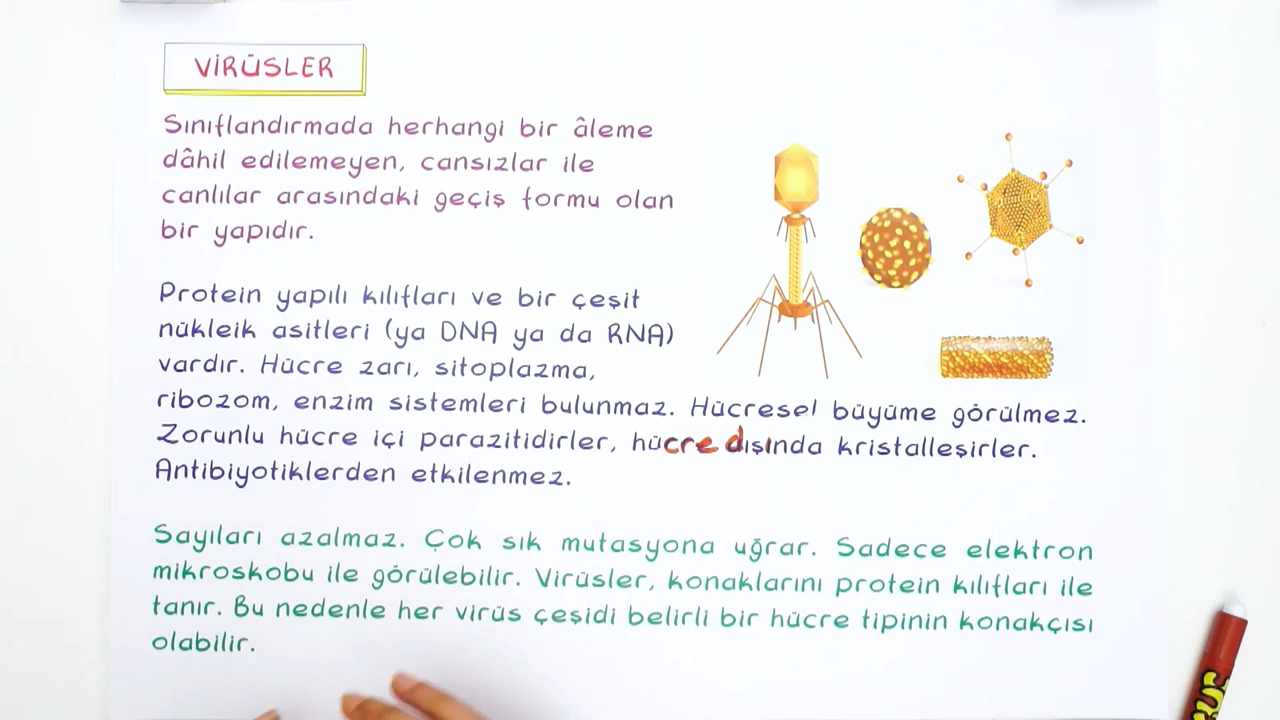 VİRÜSLER
Sınıflandırmada herhangi bir âleme
dâhil edilemeyen, cansızlar ile
canlılar arasındaki geçiş formu olan
bir yapıdır.
Protein yapılı kılıfları ve bir çeşit
nükleik asitleri (ya DNA ya da RNA)
vardır. Hücre zarı, sitoplazma,
ribozom, enzim sistemleri bulunmaz. Hücresel büyüme görülmez.
Zorunlu hücre içi parazitidirler, hücre dışında kristalleşirler.
Antibiyotiklerden etkilenmez.
Sayıları azalmaz. Çok sık mutasyona uğrar. Sadece elektron
mikroskobu ile görülebilir. Virüsler, konaklarını protein kılıfları ile
tanır. Bu nedenle her virüs çeşidi belirli bir hücre tipinin konakçısı
olabilir.